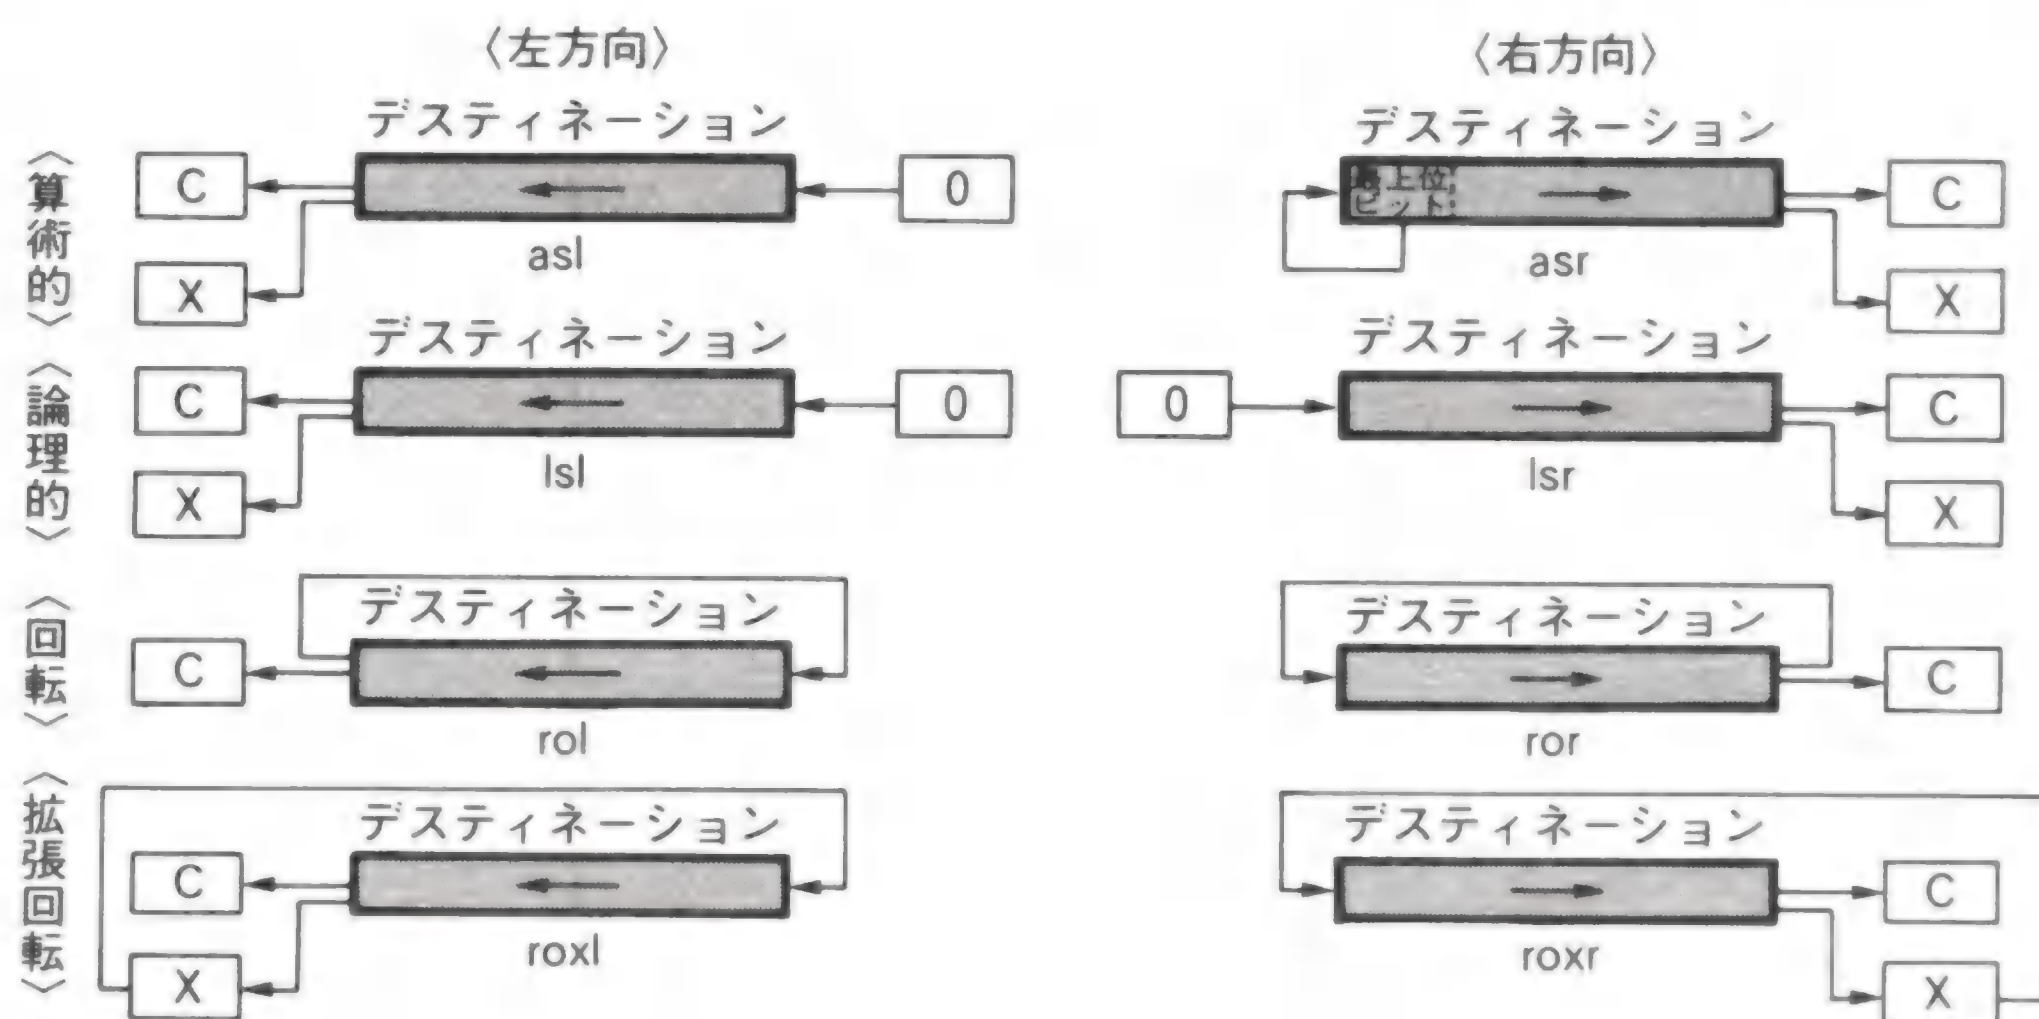 〈左方向〉
〈右方向〉
〈算術的〉
デスティネーション
C
0
X
asl
デスティネーション
最上位
ビット
C
X
asr
〈論理的〉
デスティネーション
C
0
X
lsl
デスティネーション
0
C
X
lsr
〈回転〉
デスティネーション
C
rol
デスティネーション
C
ror
〈拡張回転〉
デスティネーション
C
X
roxl
デスティネーション
C
X
roxr